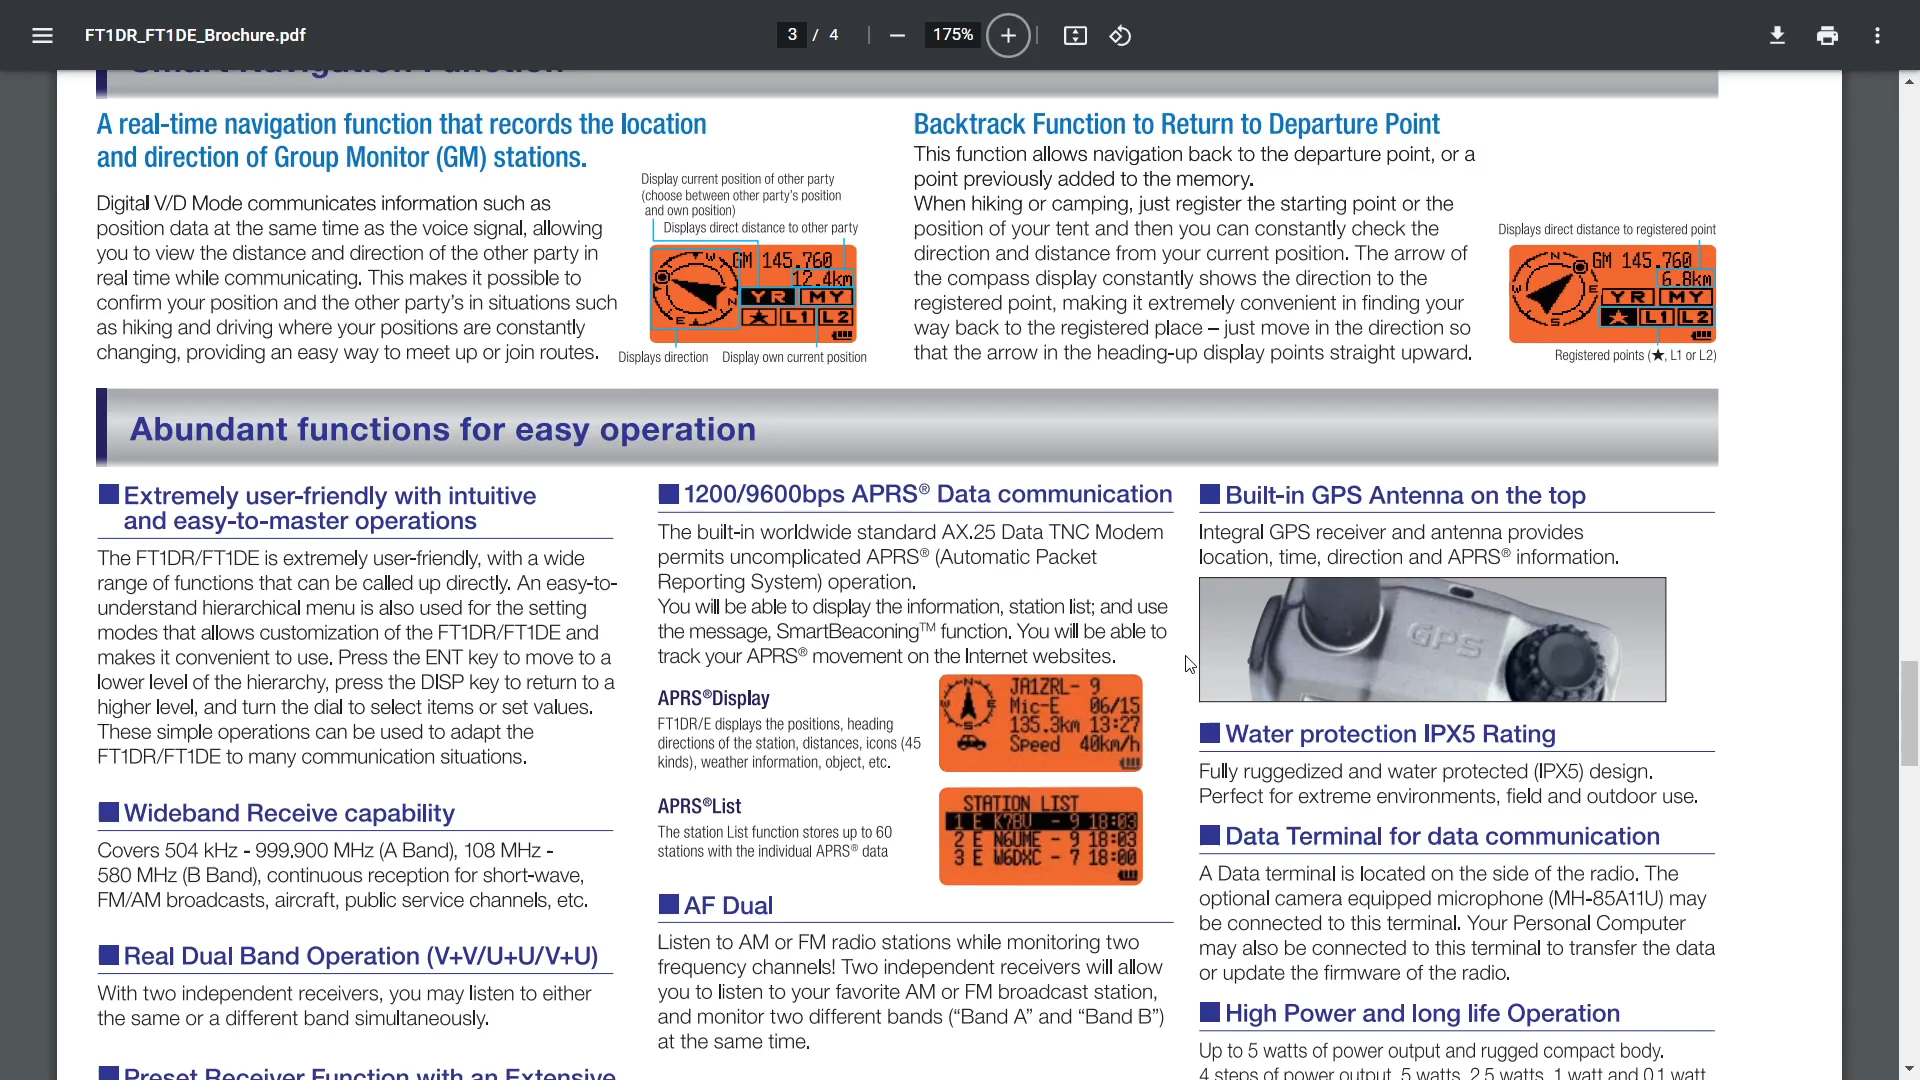 FT1DR_FT1DE_Brochure.pdf
3 / 4
175%
Smart Navigation Function
A real-time navigation function that records the location
and direction of Group Monitor (GM) stations.
Digital V/D Mode communicates information such as
position data at the same time as the voice signal, allowing
you to view the distance and direction of the other party in
real time while communicating. This makes it possible to
confirm your position and the other party's in situations such
as hiking and driving where your positions are constantly
changing, providing an easy way to meet up or join routes.
Display current position of other party
(choose between other party's position
and own position)
Displays direct distance to other party
GM 145.760
12.4km
YR MY
★ L1 L2
W
N
S
E
Displays direction
Display own current position
Backtrack Function to Return to Departure Point
This function allows navigation back to the departure point, or a
point previously added to the memory.
When hiking or camping, just register the starting point or the
position of your tent and then you can constantly check the
direction and distance from your current position. The arrow of
the compass display constantly shows the direction to the
registered point, making it extremely convenient in finding your
way back to the registered place – just move in the direction so
that the arrow in the heading-up display points straight upward.
Displays direct distance to registered point
GM 145.760
6.8km
YR MY
★ L1 L2
N
W
E
S
Registered points (★, L1 or L2)
Abundant functions for easy operation
Extremely user-friendly with intuitive
and easy-to-master operations
The FT1DR/FT1DE is extremely user-friendly, with a wide
range of functions that can be called up directly. An easy-to-
understand hierarchical menu is also used for the setting
modes that allows customization of the FT1DR/FT1DE and
makes it convenient to use. Press the ENT key to move to a
lower level of the hierarchy, press the DISP key to return to a
higher level, and turn the dial to select items or set values.
These simple operations can be used to adapt the
FT1DR/FT1DE to many communication situations.
Wideband Receive capability
Covers 504 kHz - 999.900 MHz (A Band), 108 MHz -
580 MHz (B Band), continuous reception for short-wave,
FM/AM broadcasts, aircraft, public service channels, etc.
Real Dual Band Operation (V+V/U+U/V+U)
With two independent receivers, you may listen to either
the same or a different band simultaneously.
Preset Receiver Function with an Extensive
1200/9600bps APRS® Data communication
The built-in worldwide standard AX.25 Data TNC Modem
permits uncomplicated APRS® (Automatic Packet
Reporting System) operation.
You will be able to display the information, station list; and use
the message, SmartBeaconing™ function. You will be able to
track your APRS® movement on the Internet websites.
APRS®Display
FT1DR/E displays the positions, heading
directions of the station, distances, icons (45
kinds), weather information, object, etc.
JA1ZRL- 9
Mic-E 06/15
135.3km 13:27
Speed 40km/h
N
W
E
S
APRS®List
The station List function stores up to 60
stations with the individual APRS® data
STATION LIST
1 E K7BU - 9 18:03
2 E N6UME - 9 18:03
3 E W6DXC - 7 18:00
AF Dual
Listen to AM or FM radio stations while monitoring two
frequency channels! Two independent receivers will allow
you to listen to your favorite AM or FM broadcast station,
and monitor two different bands (“Band A” and “Band B”)
at the same time.
Built-in GPS Antenna on the top
Integral GPS receiver and antenna provides
location, time, direction and APRS® information.
GPS
Water protection IPX5 Rating
Fully ruggedized and water protected (IPX5) design.
Perfect for extreme environments, field and outdoor use.
Data Terminal for data communication
A Data terminal is located on the side of the radio. The
optional camera equipped microphone (MH-85A11U) may
be connected to this terminal. Your Personal Computer
may also be connected to this terminal to transfer the data
or update the firmware of the radio.
High Power and long life Operation
Up to 5 watts of power output and rugged compact body.
4 steps of power output, 5 watts, 2.5 watts, 1 watt and 0.1 watt